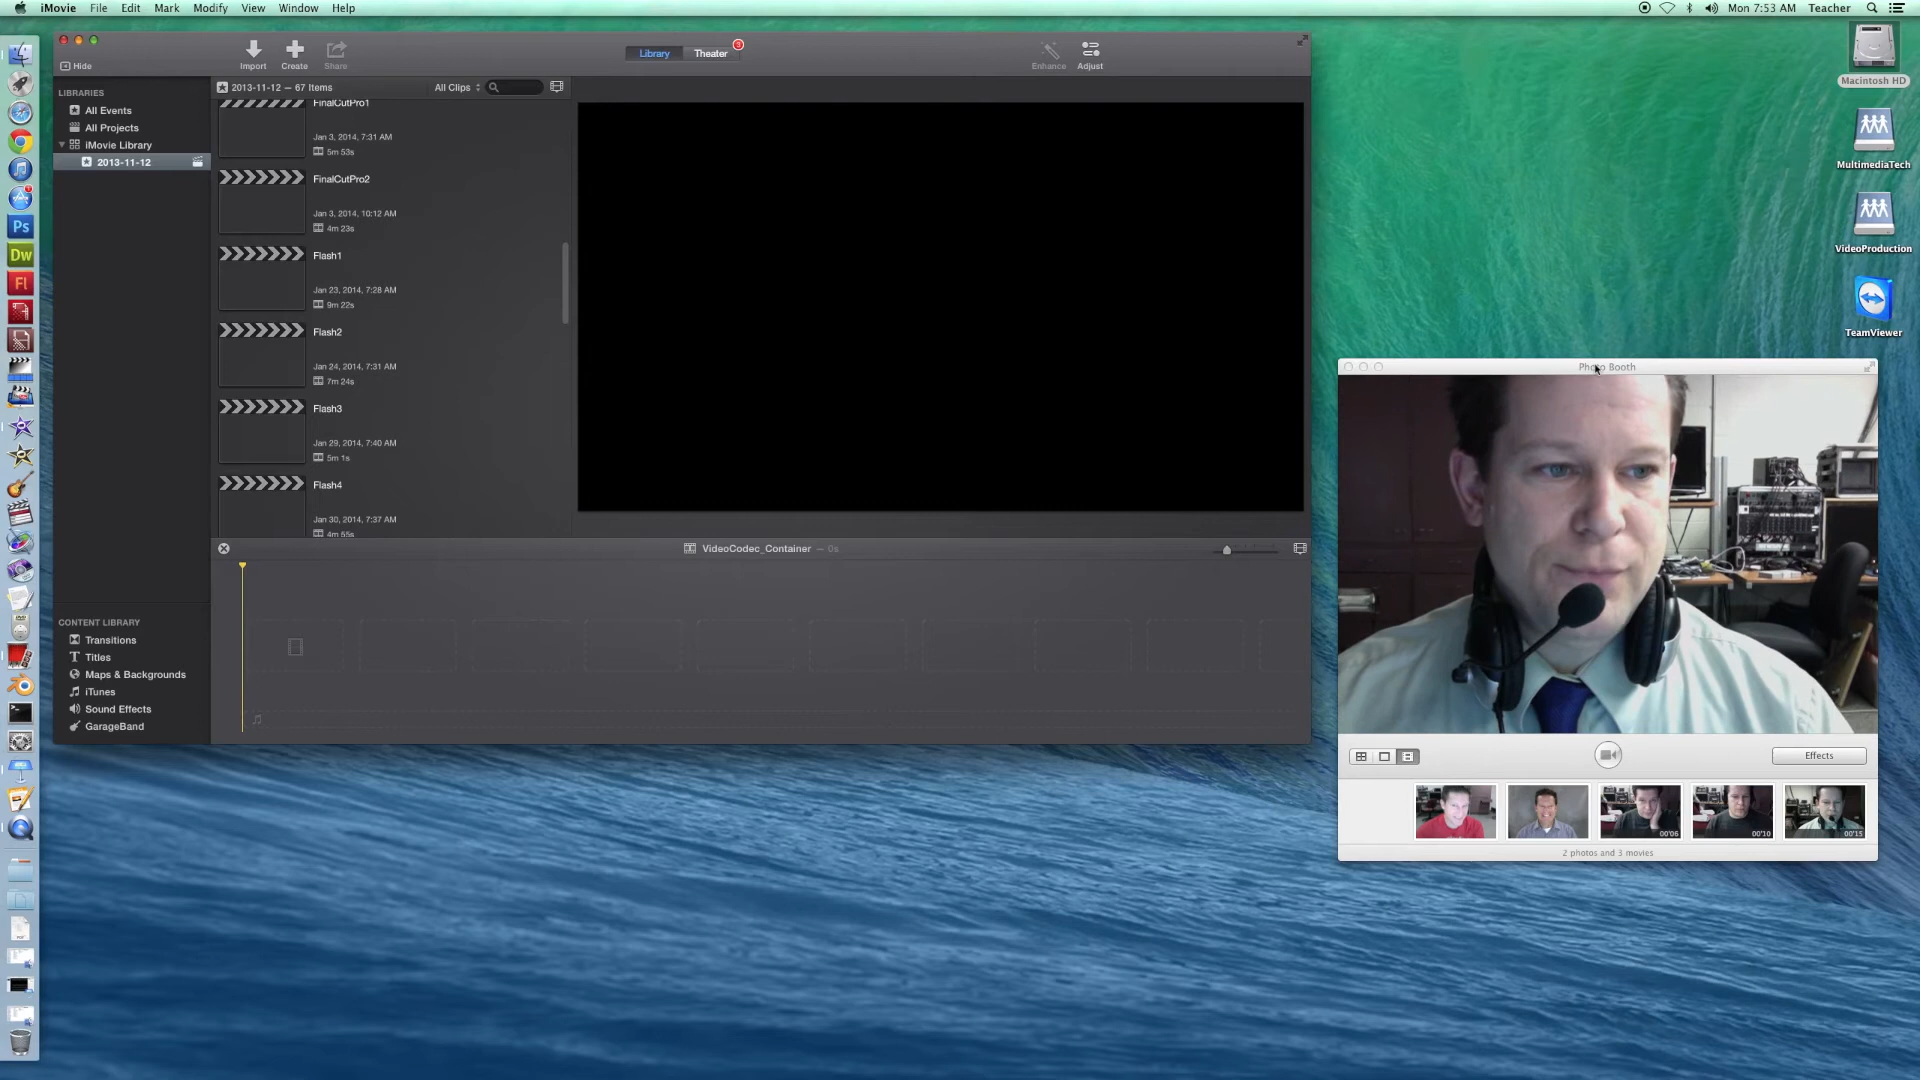 iMovie File Edit Mark Modify View Window Help
Mon 7:53 AM Teacher
Hide
Import Create Share
Library Theater
Enhance Adjust
LIBRARIES
All Events
All Projects
iMovie Library
2013-11-12
2013-11-12 — 67 Items
All Clips
FinalCutPro1
Jan 3, 2014, 7:31 AM
5m 53s
FinalCutPro2
Jan 3, 2014, 10:12 AM
4m 23s
Flash1
Jan 23, 2014, 7:28 AM
9m 22s
Flash2
Jan 24, 2014, 7:31 AM
7m 24s
Flash3
Jan 29, 2014, 7:40 AM
5m 1s
Flash4
Jan 30, 2014, 7:37 AM
4m 55s
VideoCodec_Container — 0s
CONTENT LIBRARY
Transitions
Titles
Maps & Backgrounds
iTunes
Sound Effects
GarageBand
Ps
Dw
Fl
Macintosh HD
MultimediaTech
VideoProduction
TeamViewer
Photo Booth
Effects
00'06
00'10
00'15
2 photos and 3 movies